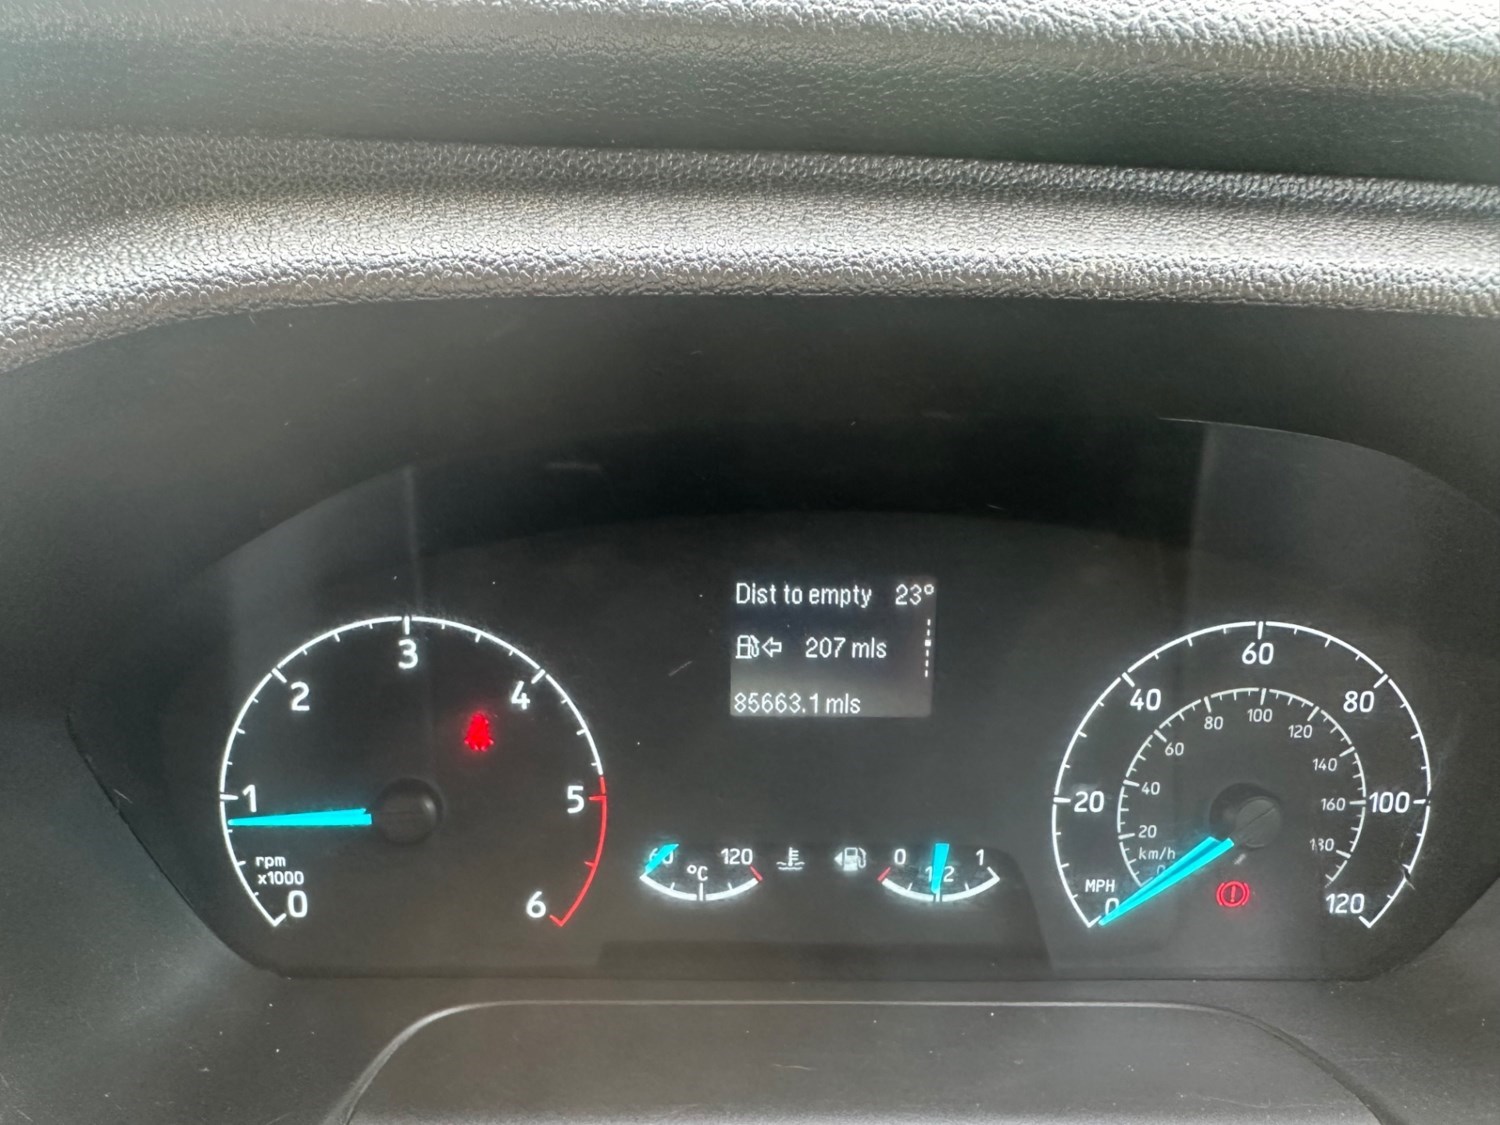 Dist to empty 23°
207 mls
85663.1 mls
0 1 2 3 4 5 6
rpm
x1000
60 120
°C
0 1/2 1
0 20 40 60 80 100 120
MPH
0 20 40 60 80 100 120 140 160 180
km/h